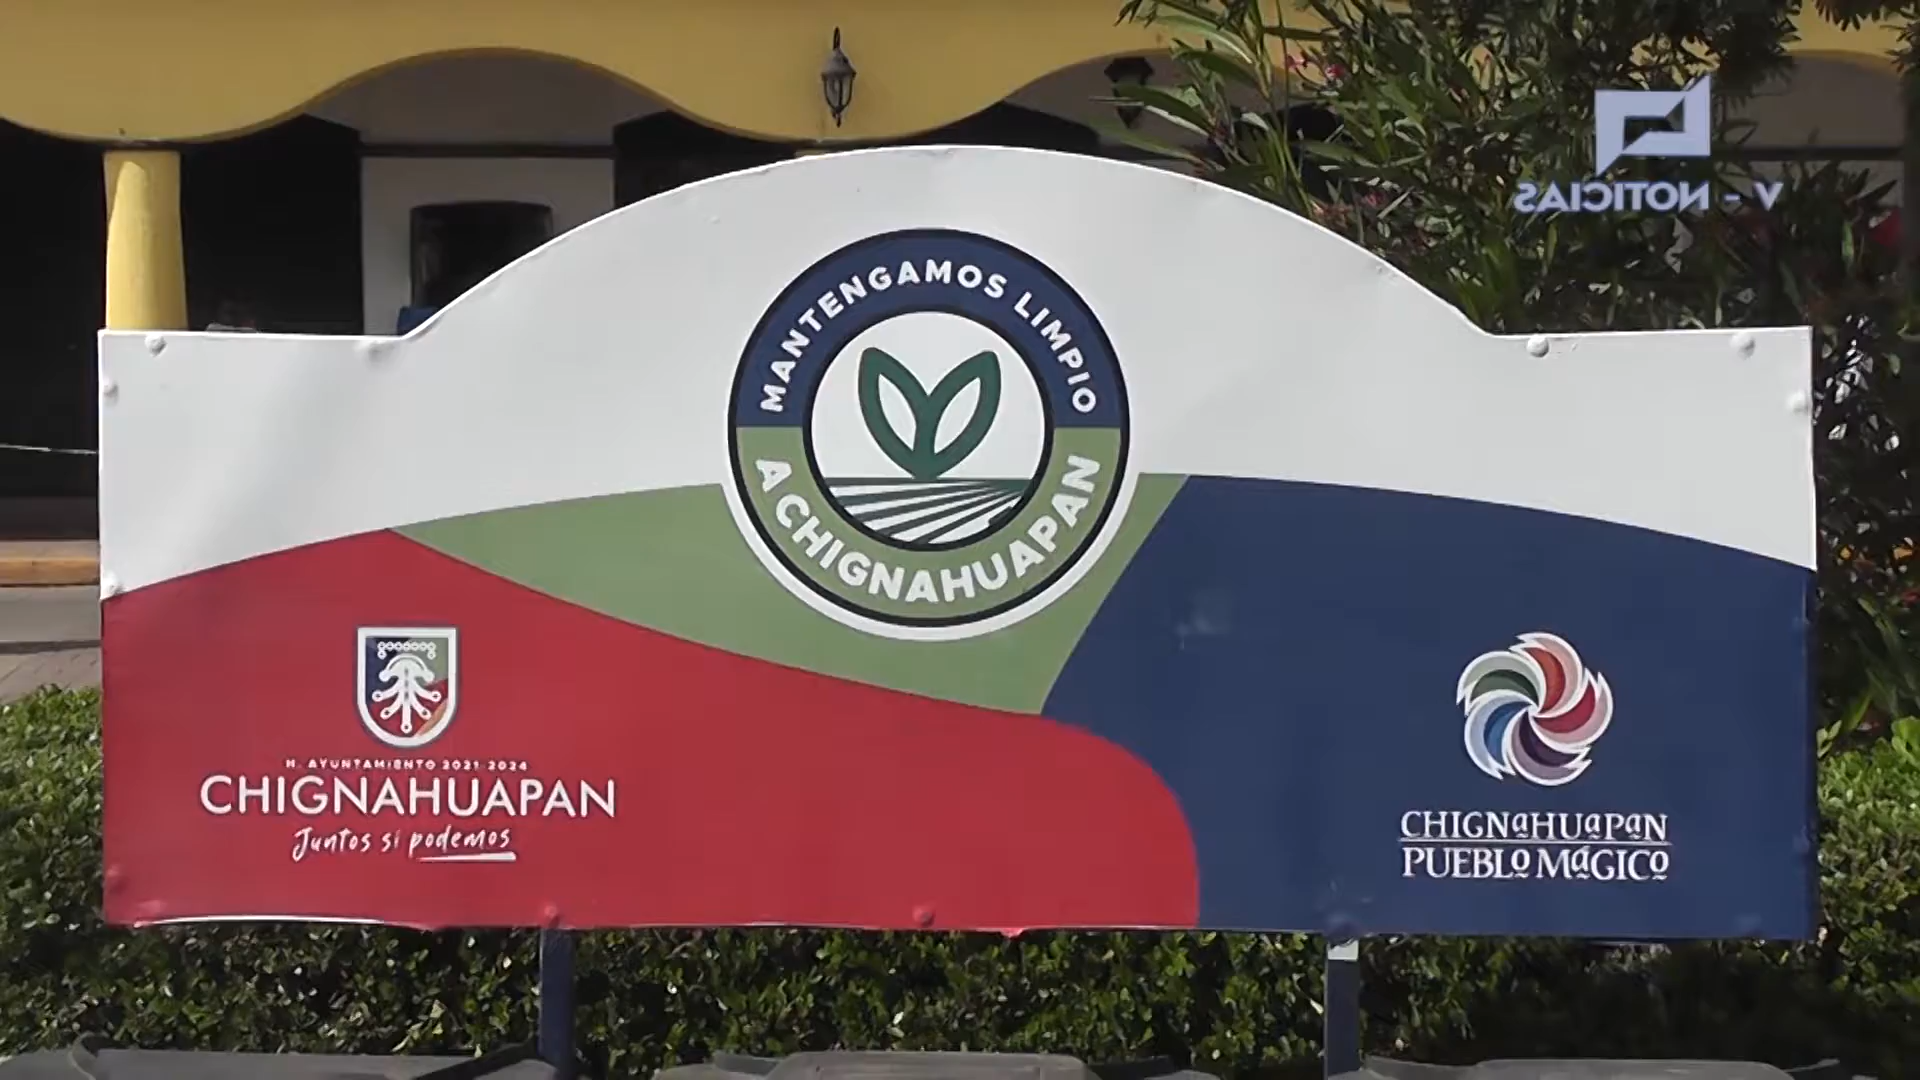 V - NOTICIAS
MANTENGAMOS LIMPIO
A CHIGNAHUAPAN
H. AYUNTAMIENTO 2021-2024
CHIGNAHUAPAN
Juntos sí podemos
CHIGNAHUAPAN
PUEBLO MÁGICO